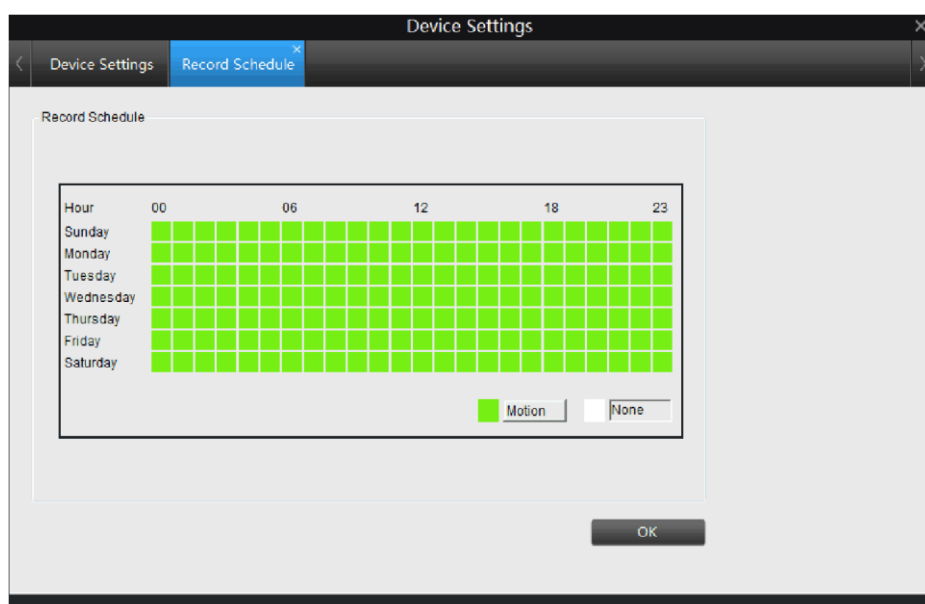 Device Settings
Device Settings Record Schedule
Record Schedule
Hour 00 06 12 18 23
Sunday
Monday
Tuesday
Wednesday
Thursday
Friday
Saturday
Motion None
OK